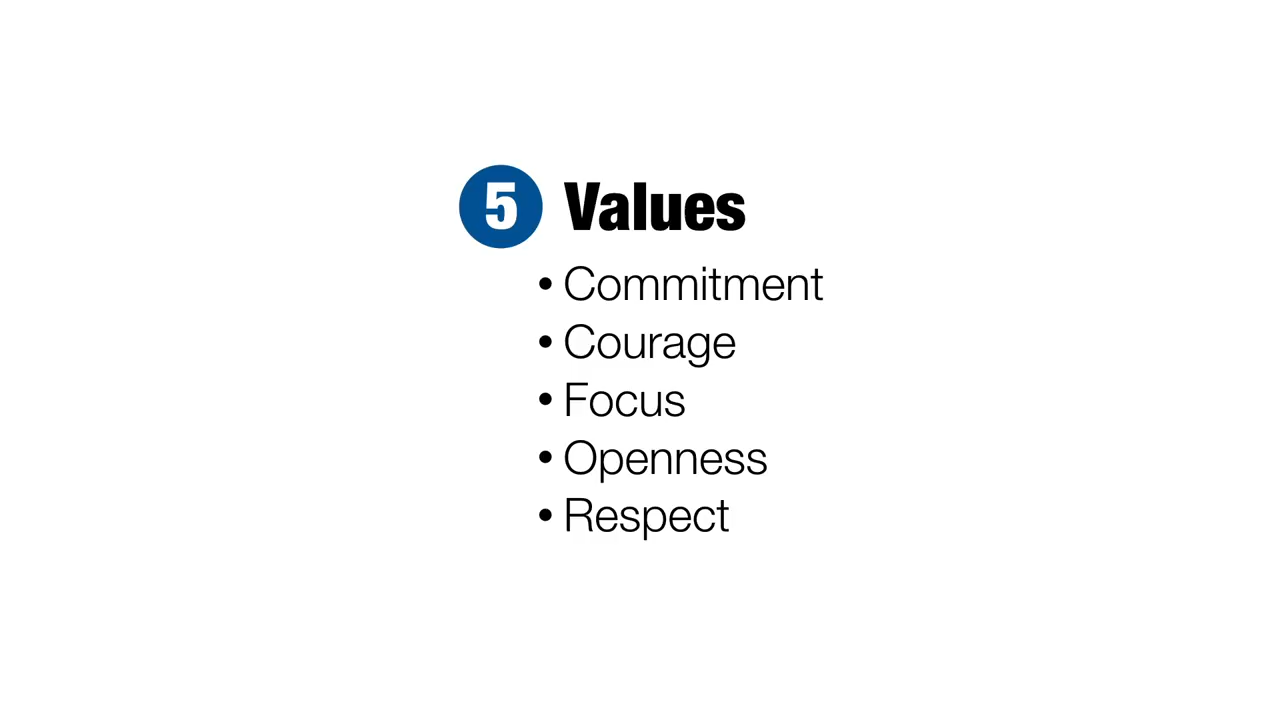 5 Values
• Commitment
• Courage
• Focus
• Openness
• Respect